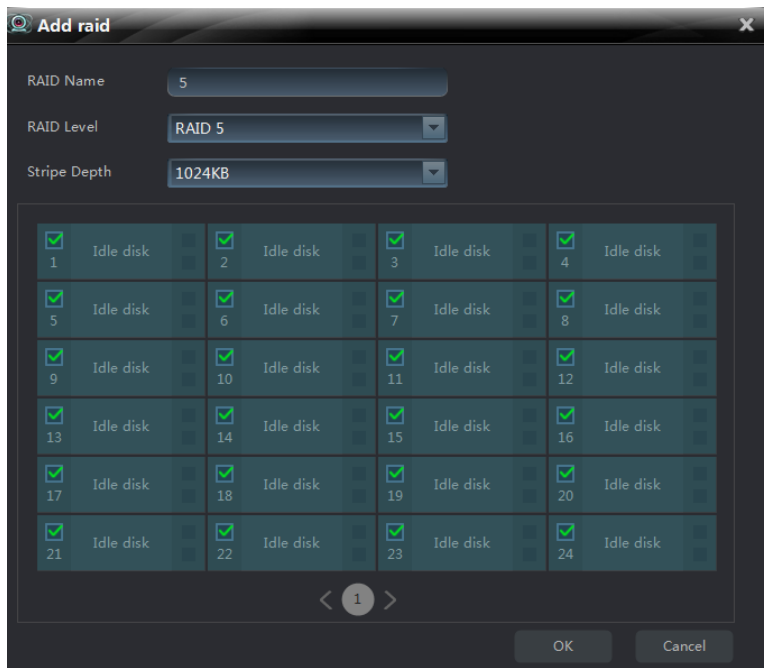 Add raid
RAID Name 5
RAID Level RAID 5
Stripe Depth 1024KB
Idle disk Idle disk Idle disk Idle disk
1 2 3 4
Idle disk Idle disk Idle disk Idle disk
5 6 7 8
Idle disk Idle disk Idle disk Idle disk
9 10 11 12
Idle disk Idle disk Idle disk Idle disk
13 14 15 16
Idle disk Idle disk Idle disk Idle disk
17 18 19 20
Idle disk Idle disk Idle disk Idle disk
21 22 23 24
1
OK Cancel